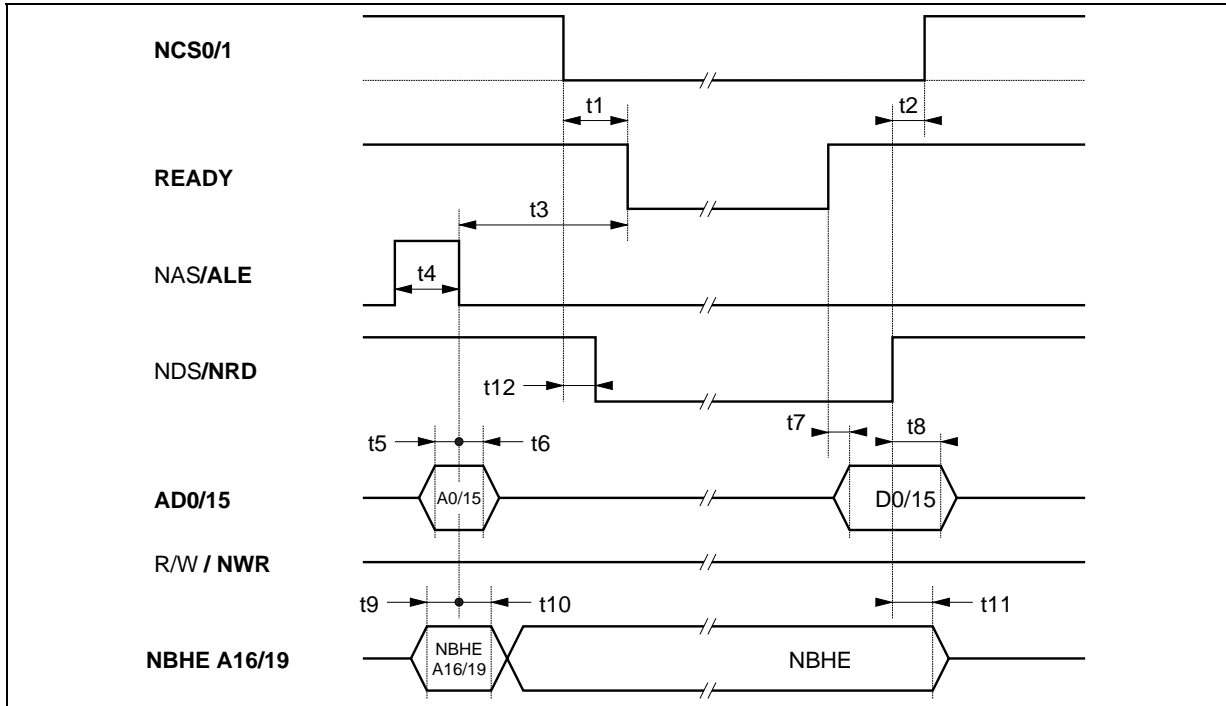 NCS0/1
t1
t2
READY
t3
NAS/ALE
t4
NDS/NRD
t12
t7
t8
t5
t6
AD0/15
A0/15
D0/15
R/W / NWR
t9
t10
t11
NBHE A16/19
NBHE
A16/19
NBHE